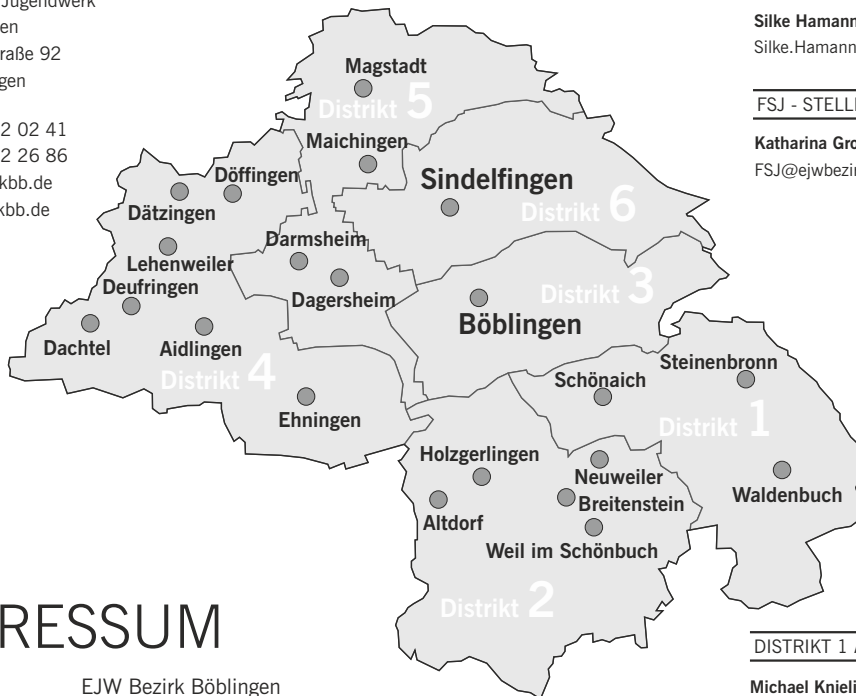 Jugendwerk
en
raße 92
gen
2 02 41
2 26 86
kbb.de
kbb.de
Silke Hamann
Silke.Hamann
FSJ - STELL
Katharina Gro
FSJ@ejwbezir
Magstadt
Distrikt 5
Maichingen
Döffingen
Dätzingen
Sindelfingen
Distrikt 6
Darmsheim
Lehenweiler
Deufringen
Dagersheim
Distrikt 3
Böblingen
Dachtel
Aidlingen
Distrikt 4
Ehningen
Steinenbronn
Schönaich
Distrikt 1
Holzgerlingen
Neuweiler
Breitenstein
Waldenbuch
Altdorf
Weil im Schönbuch
Distrikt 2
RESSUM
EJW Bezirk Böblingen
DISTRIKT 1
Michael Knieli